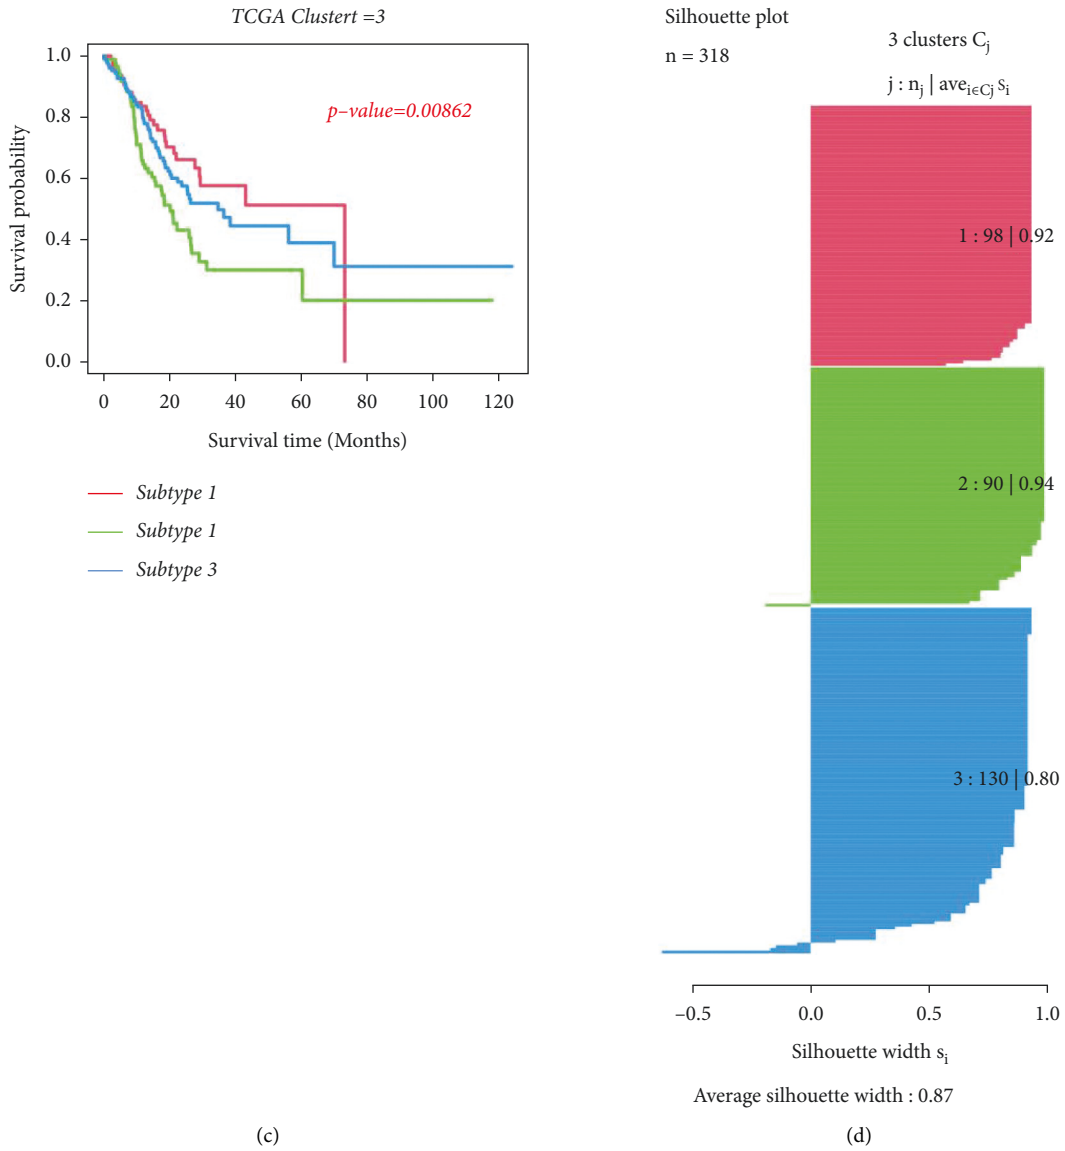 TCGA Clustert =3
1.0
0.8
0.6
0.4
0.2
0.0
Survival probability
p–value=0.00862
0 20 40 60 80 100 120
Survival time (Months)
Subtype 1
Subtype 1
Subtype 3
(c)
Silhouette plot
n = 318
3 clusters Cj
j : nj | avei∈Cj si
1 : 98 | 0.92
2 : 90 | 0.94
3 : 130 | 0.80
–0.5 0.0 0.5 1.0
Silhouette width si
Average silhouette width : 0.87
(d)